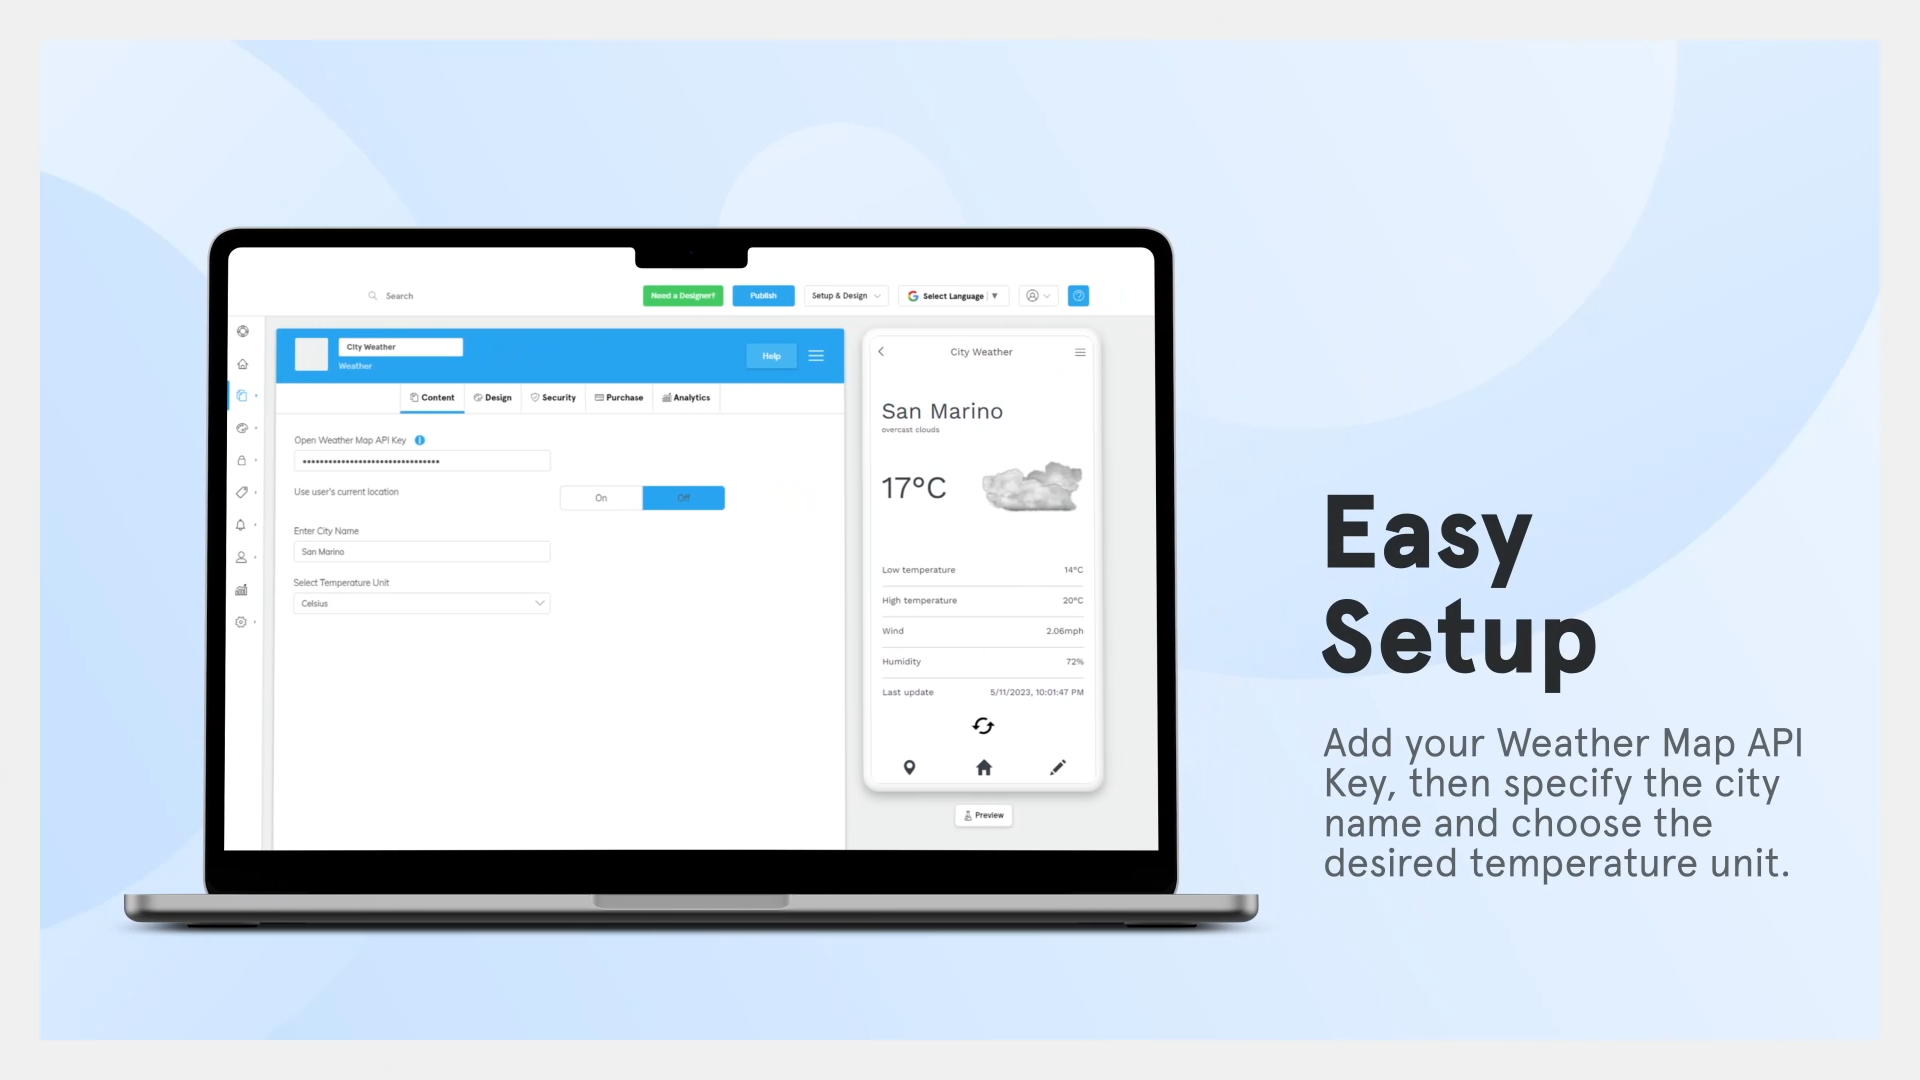 Search
Need a Designer?
Publish
Setup & Design
Select Language
City Weather
Weather
Help
Content
Design
Security
Purchase
Analytics
Open Weather Map API Key
Use user's current location
On
Off
Enter City Name
San Marino
Select Temperature Unit
Celsius
City Weather
San Marino
overcast clouds
17°C
Low temperature 14°C
High temperature 20°C
Wind 2.06mph
Humidity 72%
Last update 5/11/2023, 10:01:47 PM
Preview
Easy
Setup
Add your Weather Map API
Key, then specify the city
name and choose the
desired temperature unit.